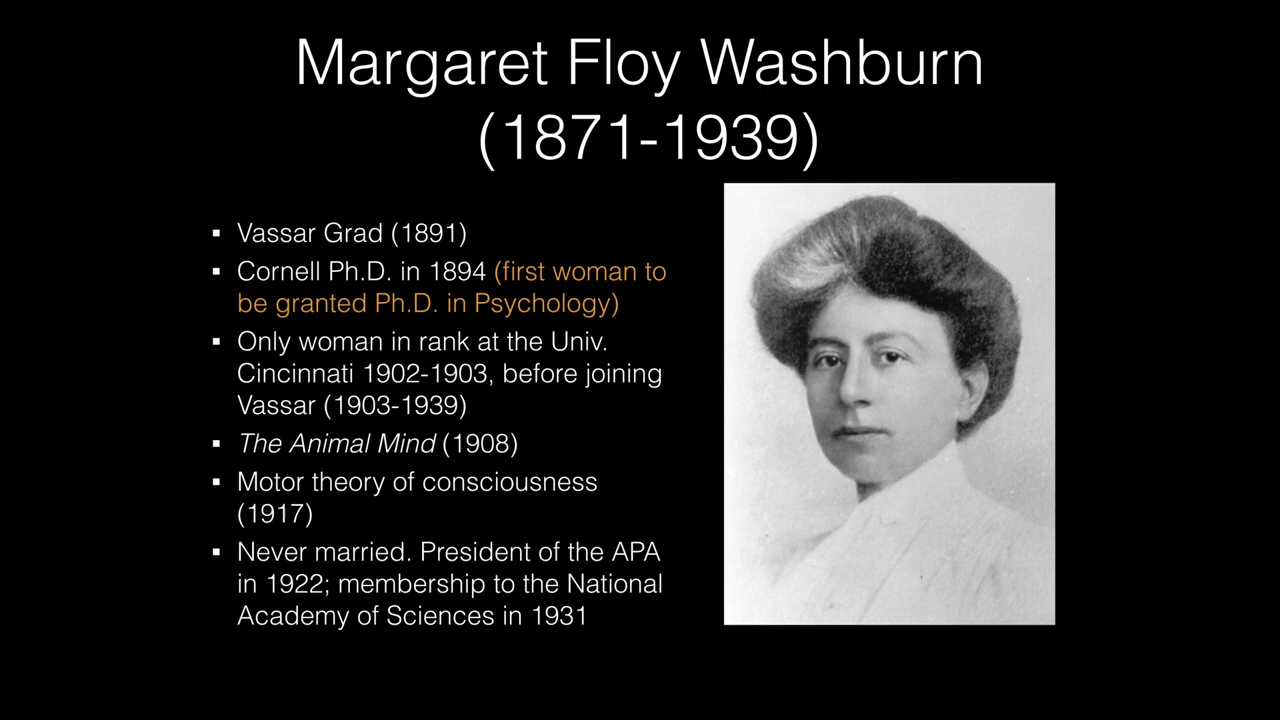 Margaret Floy Washburn
(1871-1939)
▪ Vassar Grad (1891)
▪ Cornell Ph.D. in 1894 (first woman to
be granted Ph.D. in Psychology)
▪ Only woman in rank at the Univ.
Cincinnati 1902-1903, before joining
Vassar (1903-1939)
▪ The Animal Mind (1908)
▪ Motor theory of consciousness
(1917)
▪ Never married. President of the APA
in 1922; membership to the National
Academy of Sciences in 1931